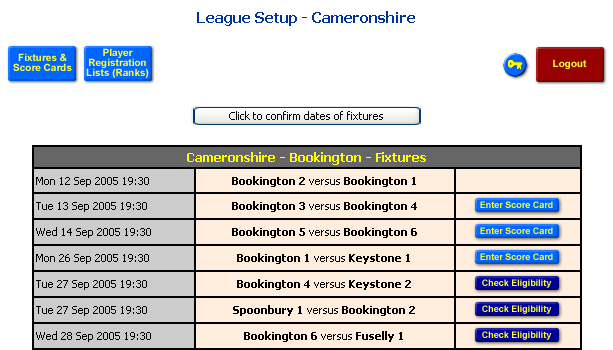 League Setup - Cameronshire
Fixtures &
Score Cards
Player
Registration
Lists (Ranks)
Logout
Click to confirm dates of fixtures
Cameronshire - Bookington - Fixtures
Mon 12 Sep 2005 19:30 Bookington 2 versus Bookington 1
Tue 13 Sep 2005 19:30 Bookington 3 versus Bookington 4 Enter Score Card
Wed 14 Sep 2005 19:30 Bookington 5 versus Bookington 6 Enter Score Card
Mon 26 Sep 2005 19:30 Bookington 1 versus Keystone 1 Enter Score Card
Tue 27 Sep 2005 19:30 Bookington 4 versus Keystone 2 Check Eligibility
Tue 27 Sep 2005 19:30 Spoonbury 1 versus Bookington 2 Check Eligibility
Wed 28 Sep 2005 19:30 Bookington 6 versus Fuselly 1 Check Eligibility